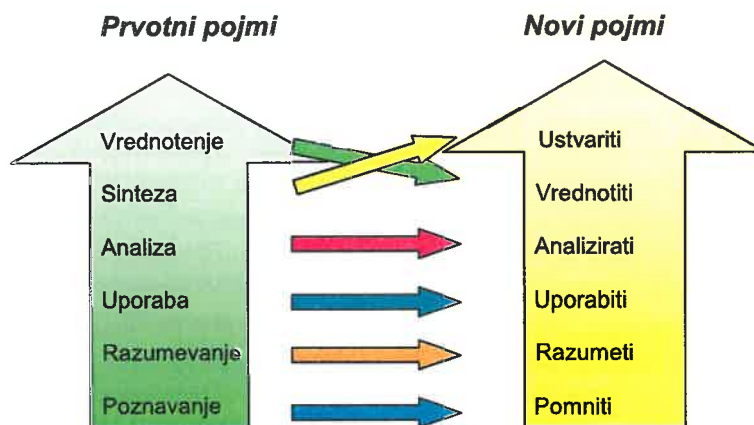 Prvotni pojmi
Novi pojmi
Vrednotenje
Ustvariti
Sinteza
Vrednotiti
Analiza
Analizirati
Uporaba
Uporabiti
Razumevanje
Razumeti
Poznavanje
Pomniti